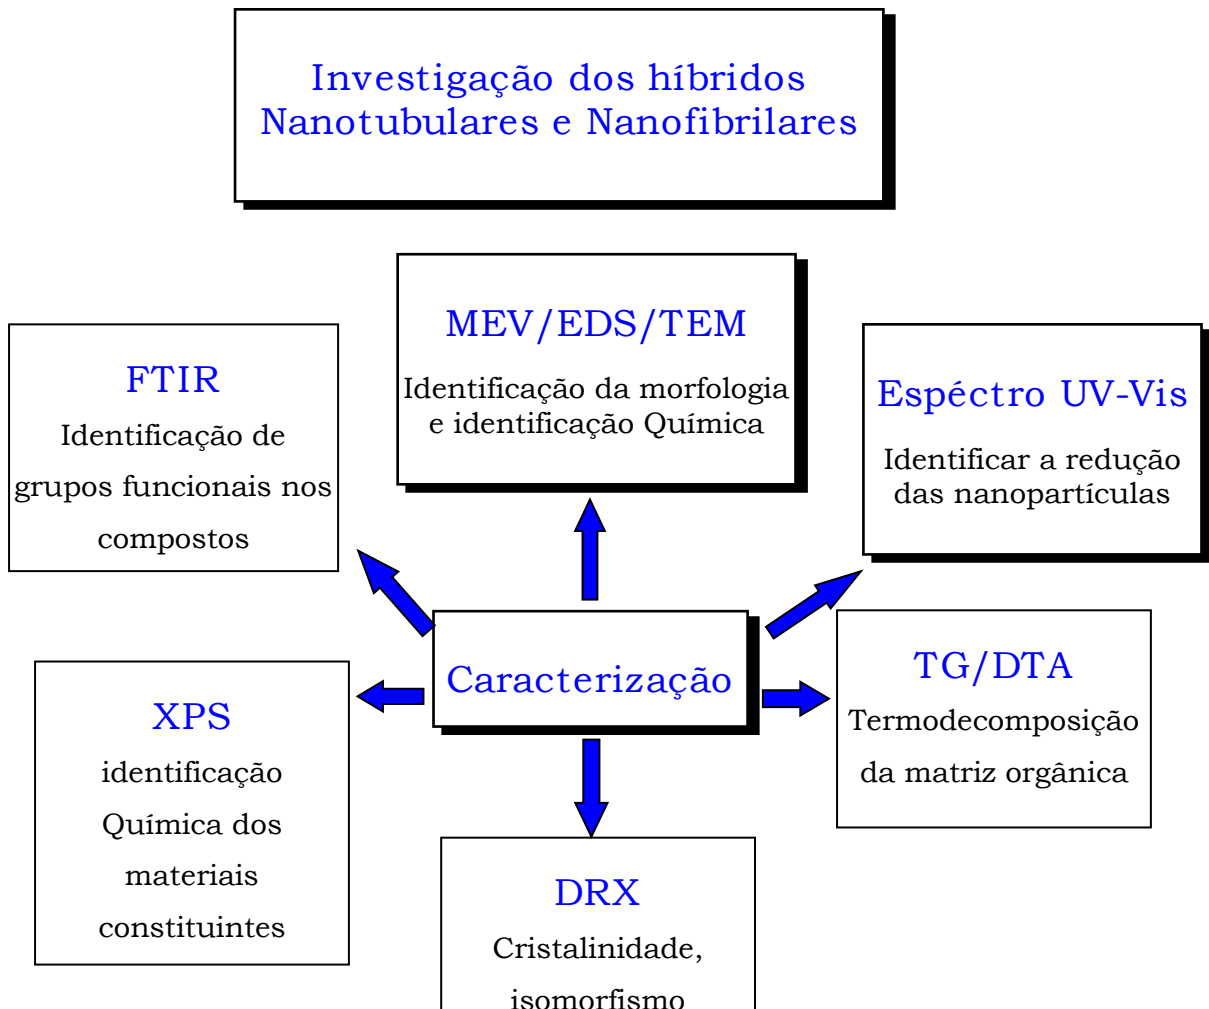 Investigação dos híbridos
Nanotubulares e Nanofibrilares
MEV/EDS/TEM
Identificação da morfologia
e identificação Química
FTIR
Identificação de
grupos funcionais nos
compostos
Espéctro UV-Vis
Identificar a redução
das nanopartículas
Caracterização
XPS
identificação
Química dos
materiais
constituintes
TG/DTA
Termodecomposição
da matriz orgânica
DRX
Cristalinidade,
isomorfismo